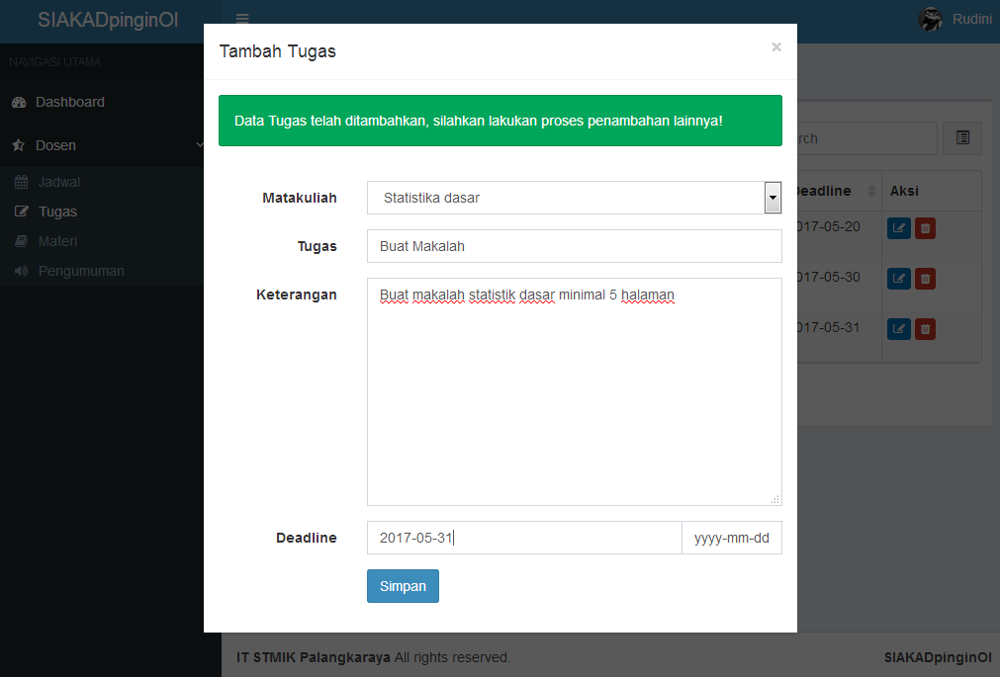 SIAKADpinginOI
Rudini
NAVIGASI UTAMA
Dashboard
Dosen
Jadwal
Tugas
Materi
Pengumuman
Tambah Tugas
×
Data Tugas telah ditambahkan, silahkan lakukan proses penambahan lainnya!
Matakuliah Statistika dasar
Tugas Buat Makalah
Keterangan Buat makalah statistik dasar minimal 5 halaman
Deadline 2017-05-31 yyyy-mm-dd
Simpan
rch
Deadline Aksi
017-05-20
017-05-30
017-05-31
IT STMIK Palangkaraya All rights reserved. SIAKADpinginOI